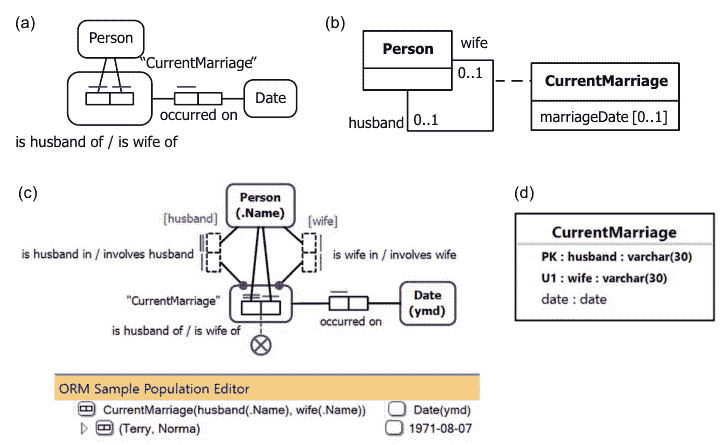 (a)
Person
"CurrentMarriage"
Date
occurred on
is husband of / is wife of
(b)
Person
wife
0..1
husband
0..1
CurrentMarriage
marriageDate [0..1]
(c)
Person
(.Name)
[husband]
[wife]
is husband in / involves husband
is wife in / involves wife
"CurrentMarriage"
Date
(ymd)
occurred on
is husband of / is wife of
ORM Sample Population Editor
CurrentMarriage(husband(.Name), wife(.Name))
Date(ymd)
(Terry, Norma)
1971-08-07
(d)
CurrentMarriage
PK : husband : varchar(30)
U1 : wife : varchar(30)
date : date